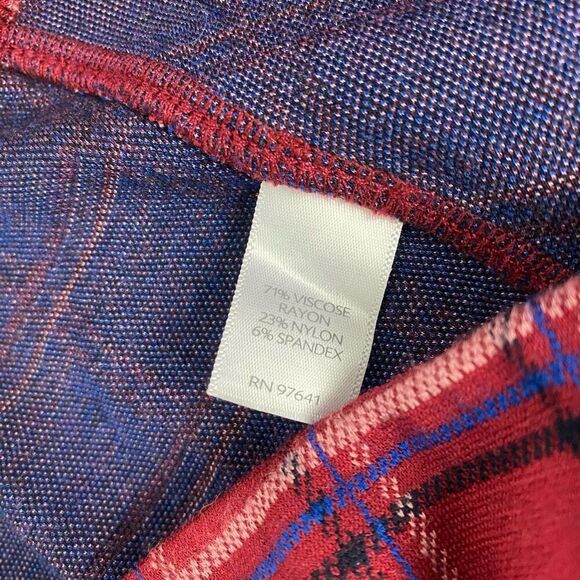 71% VISCOSE
RAYON
23% NYLON
6% SPANDEX
RN 97641